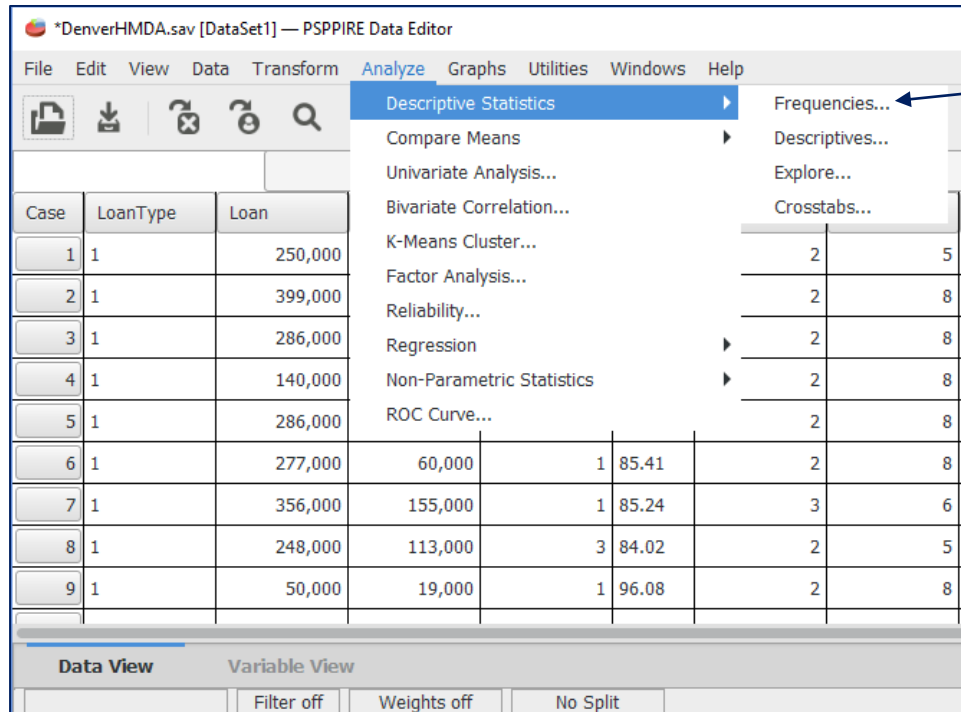 *DenverHMDA.sav [DataSet1] — PSPPIRE Data Editor
File Edit View Data Transform Analyze Graphs Utilities Windows Help
Descriptive Statistics Frequencies...
Compare Means Descriptives...
Univariate Analysis... Explore...
Bivariate Correlation... Crosstabs...
K-Means Cluster...
Factor Analysis...
Reliability...
Regression
Non-Parametric Statistics
ROC Curve...
Case LoanType Loan
1 1 250,000 2 5
2 1 399,000 2 8
3 1 286,000 2 8
4 1 140,000 2 8
5 1 286,000 2 8
6 1 277,000 60,000 1 85.41 2 8
7 1 356,000 155,000 1 85.24 3 6
8 1 248,000 113,000 3 84.02 2 5
9 1 50,000 19,000 1 96.08 2 8
Data View Variable View
Filter off Weights off No Split